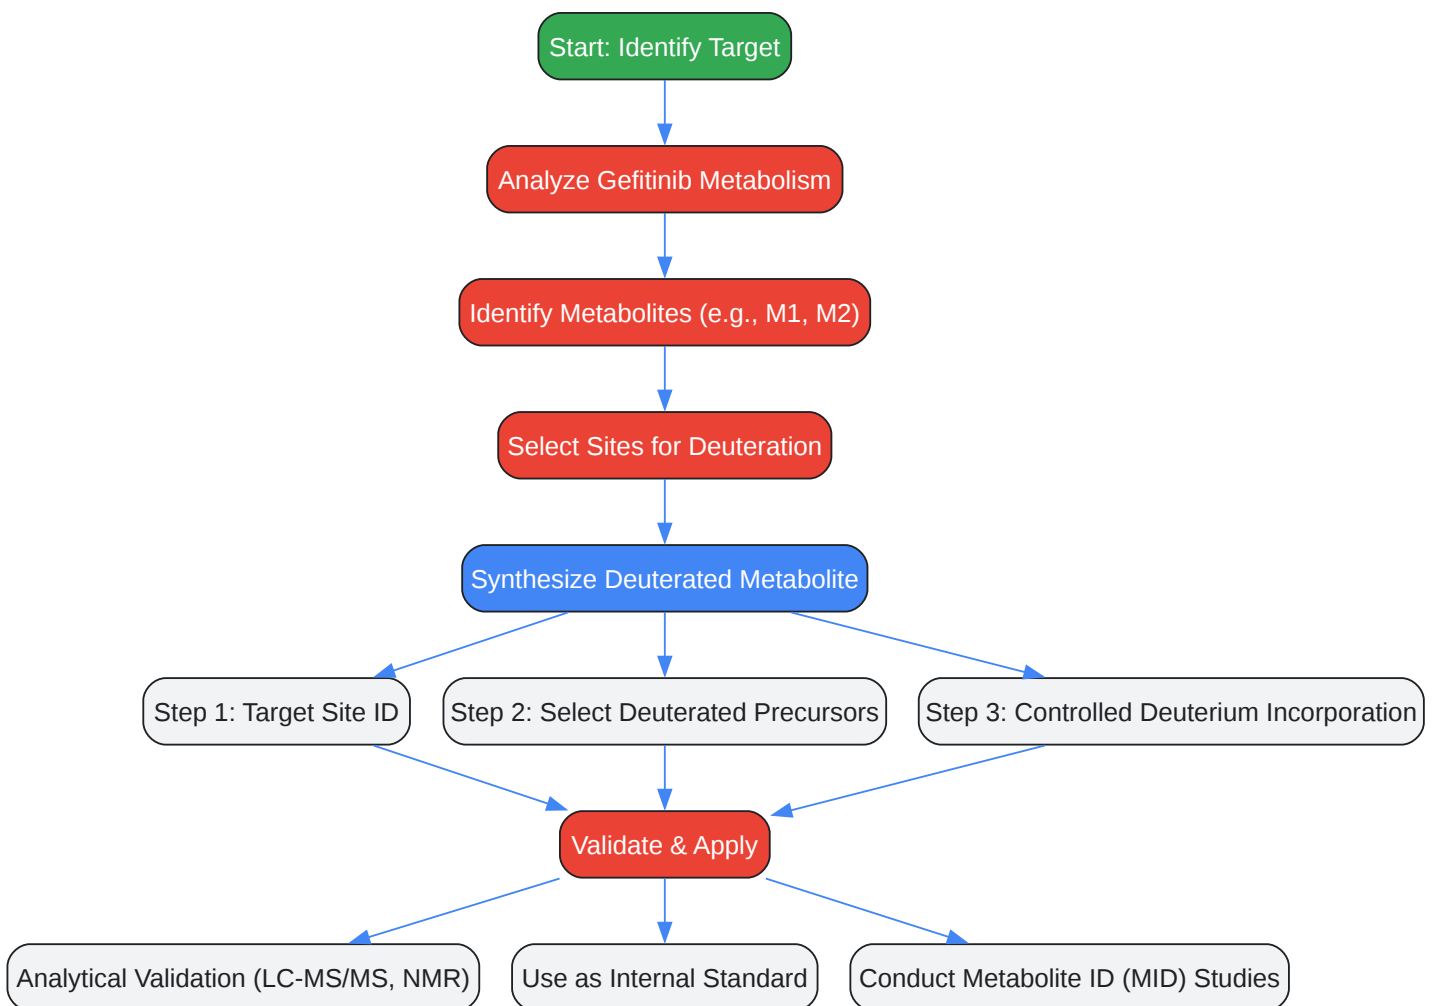 Start: Identify Target
Analyze Gefitinib Metabolism
Identify Metabolites (e.g., M1, M2)
Select Sites for Deuteration
Synthesize Deuterated Metabolite
Step 1: Target Site ID
Step 2: Select Deuterated Precursors
Step 3: Controlled Deuterium Incorporation
Validate & Apply
Analytical Validation (LC-MS/MS, NMR)
Use as Internal Standard
Conduct Metabolite ID (MID) Studies